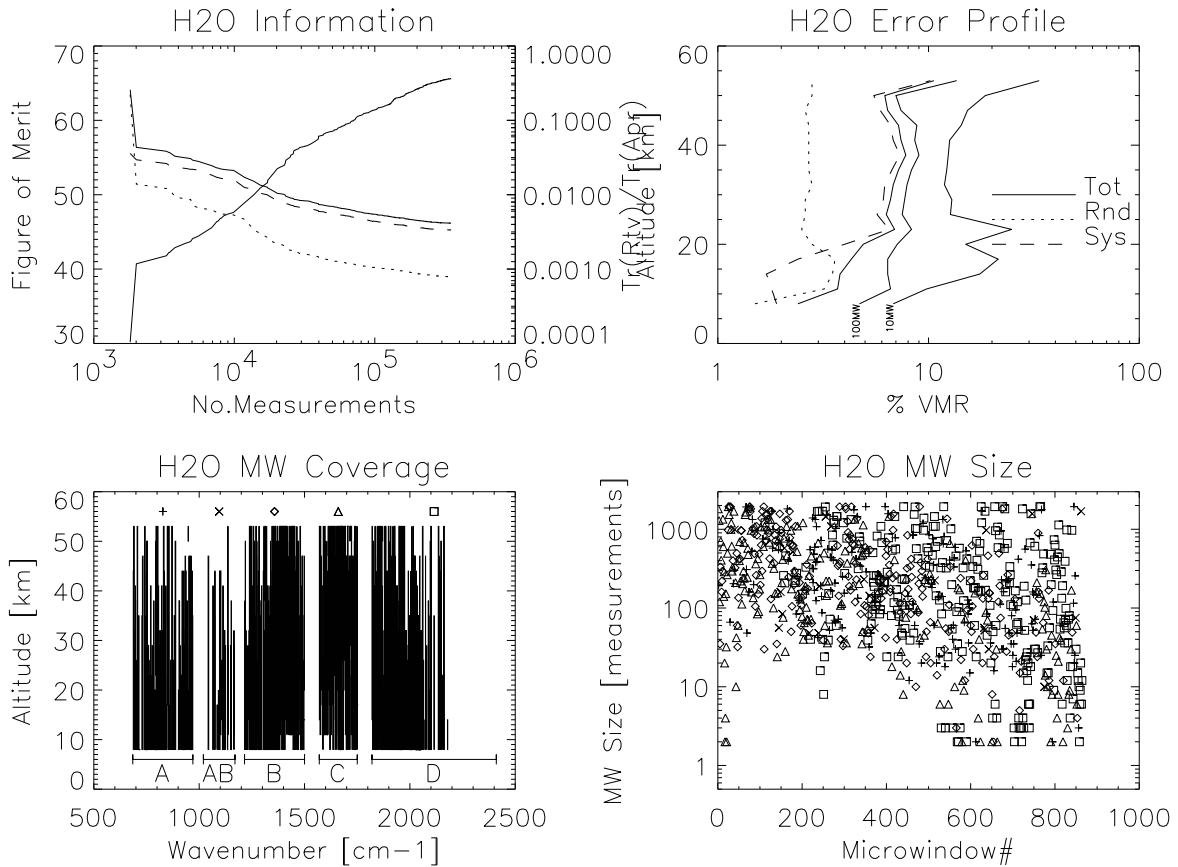 H2O Information
70
60
50
40
30
Figure of Merit
1.0000
0.1000
0.0100
0.0010
0.0001
Tr(Rtv)/Tr(Apr)
10^3
10^4
10^5
10^6
No.Measurements
H2O Error Profile
60
40
20
0
Altitude [km]
Tot
Rnd
Sys
100MW
10MW
1
10
100
% VMR
H2O MW Coverage
60
50
40
30
20
10
0
Altitude [km]
A
AB
B
C
D
500
1000
1500
2000
2500
Wavenumber [cm-1]
H2O MW Size
1000
100
10
1
MW Size [measurements]
0
200
400
600
800
1000
Microwindow#